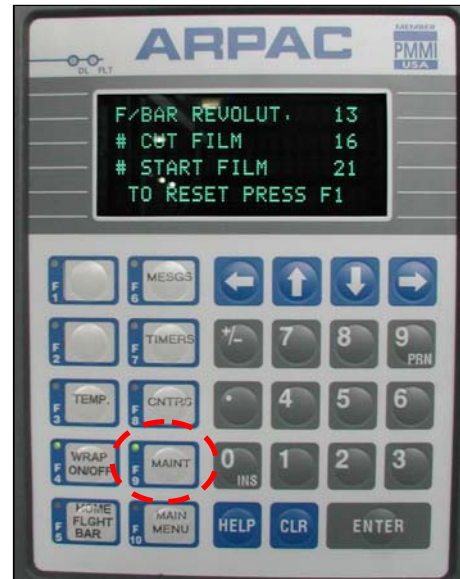 ARPAC
DL FLT
MEMBER
PMMI
USA
F/BAR REVOLUT. 13
# CUT FILM 16
# START FILM 21
TO RESET PRESS F1
F1
F6 MESGS
F2
F7 TIMERS
+/- 7 8 9 PRN
F3 TEMP.
F8 CNTRS
. 4 5 6
F4 WRAP ON/OFF
F9 MAINT
0 INS 1 2 3
F5 HOME FLGHT BAR
F10 MAIN MENU
HELP CLR ENTER